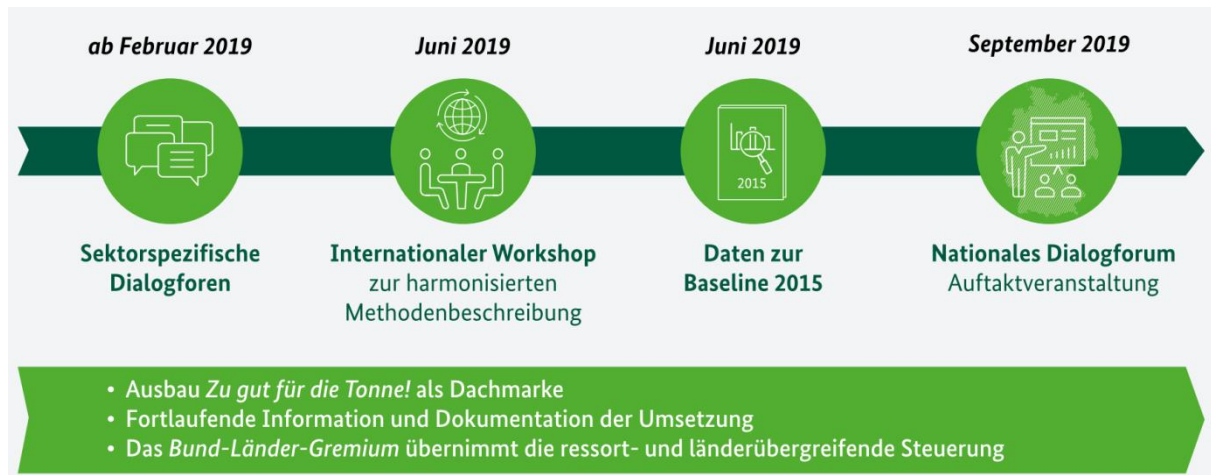 ab Februar 2019
Juni 2019
Juni 2019
September 2019
2015
Sektorspezifische
Dialogforen
Internationaler Workshop
zur harmonisierten
Methodenbeschreibung
Daten zur
Baseline 2015
Nationales Dialogforum
Auftaktveranstaltung
• Ausbau Zu gut für die Tonne! als Dachmarke
• Fortlaufende Information und Dokumentation der Umsetzung
• Das Bund-Länder-Gremium übernimmt die ressort- und länderübergreifende Steuerung